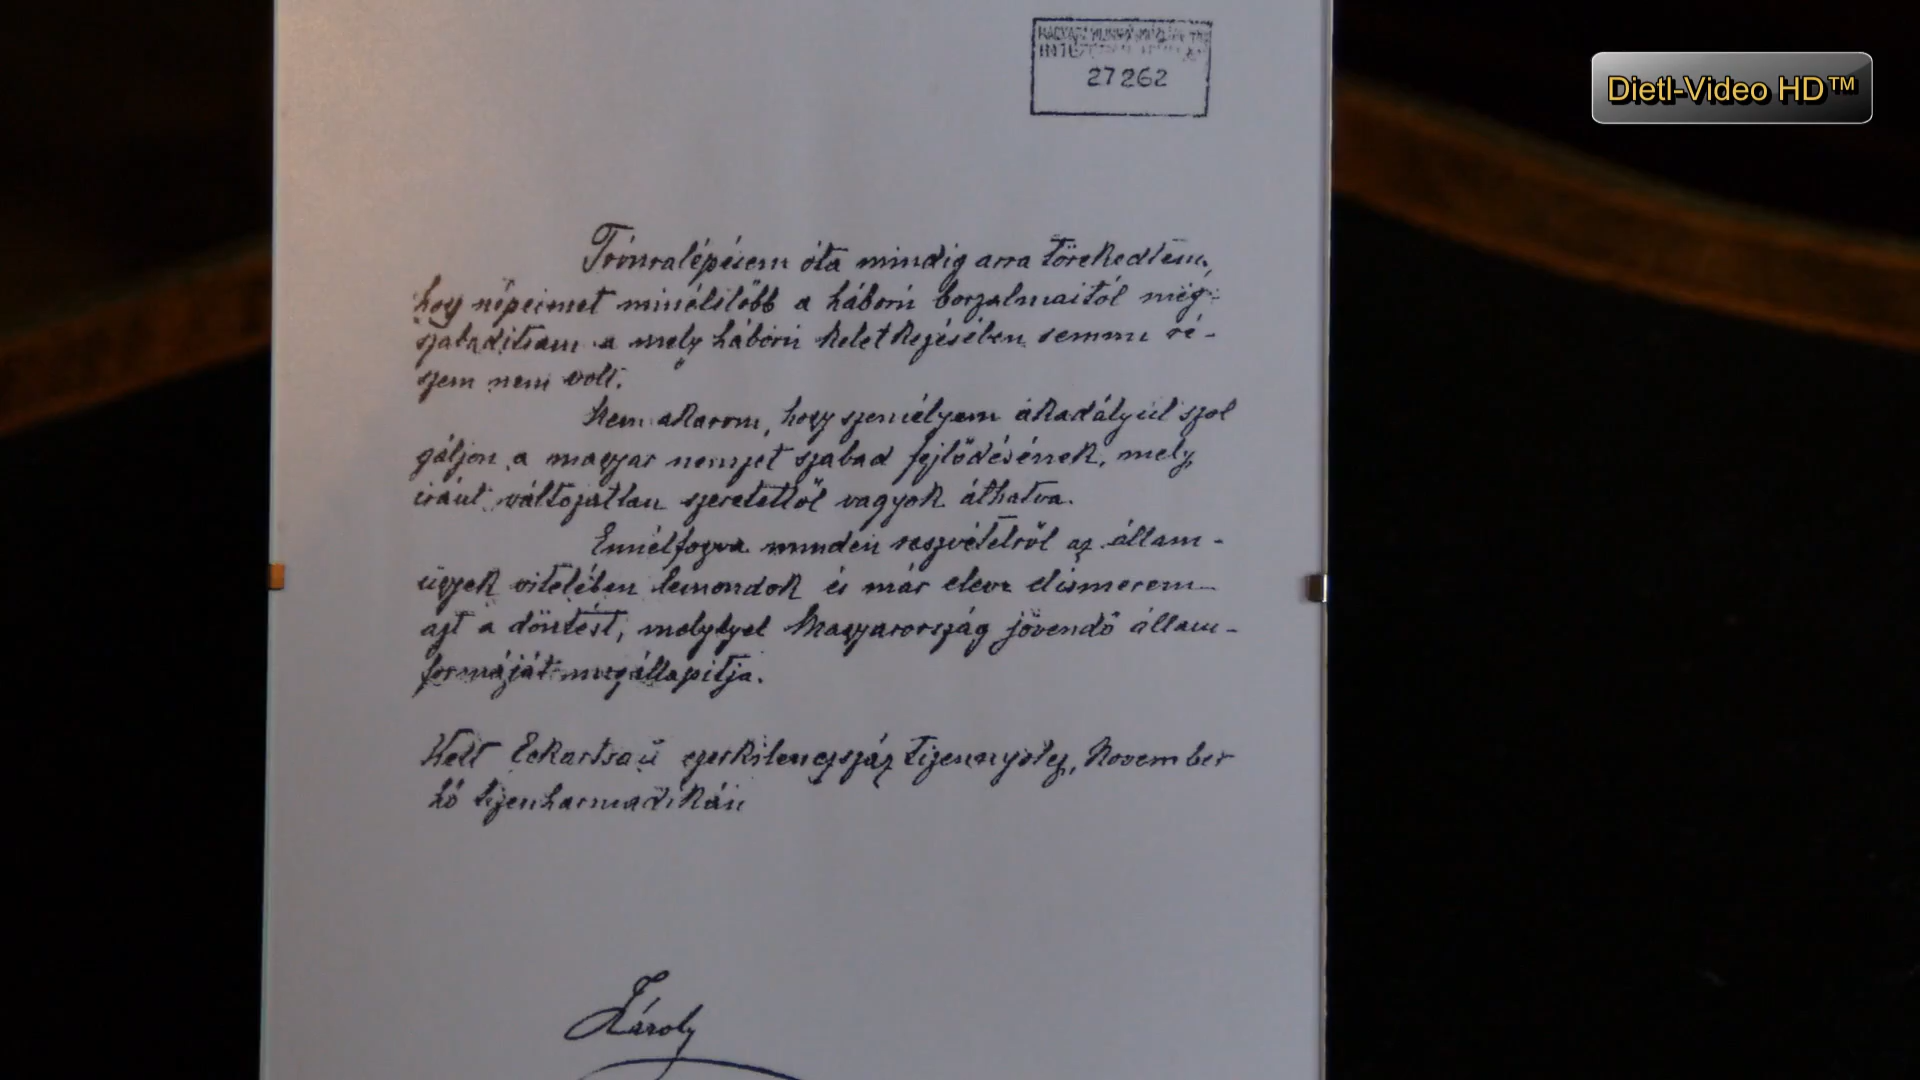 27262
Dietl-Video HD™
Trónralépésem óta mindig arra törekedtem,
hogy népeimet minélelőbb a háború borzalmaitól meg-
szabadítsam a mely háború keletkezésében semmi ré-
szem nem volt.
Nem akarom, hogy személyem akadályúl szol
gáljon a magyar nemzet szabad fejlődésének, mely
iránt változatlan szeretettől vagyok áthatva.
Ennélfogva minden részvételről az állam-
ügyek vitelében lemondok és már eleve elismerem
azt a döntést, melylyel Magyarország jövendő állam-
formáját megállapítja.
Kelt Eckartsau ezerkilenczszáz tizennyolcz, November
hó tizenharmadikán
Károly